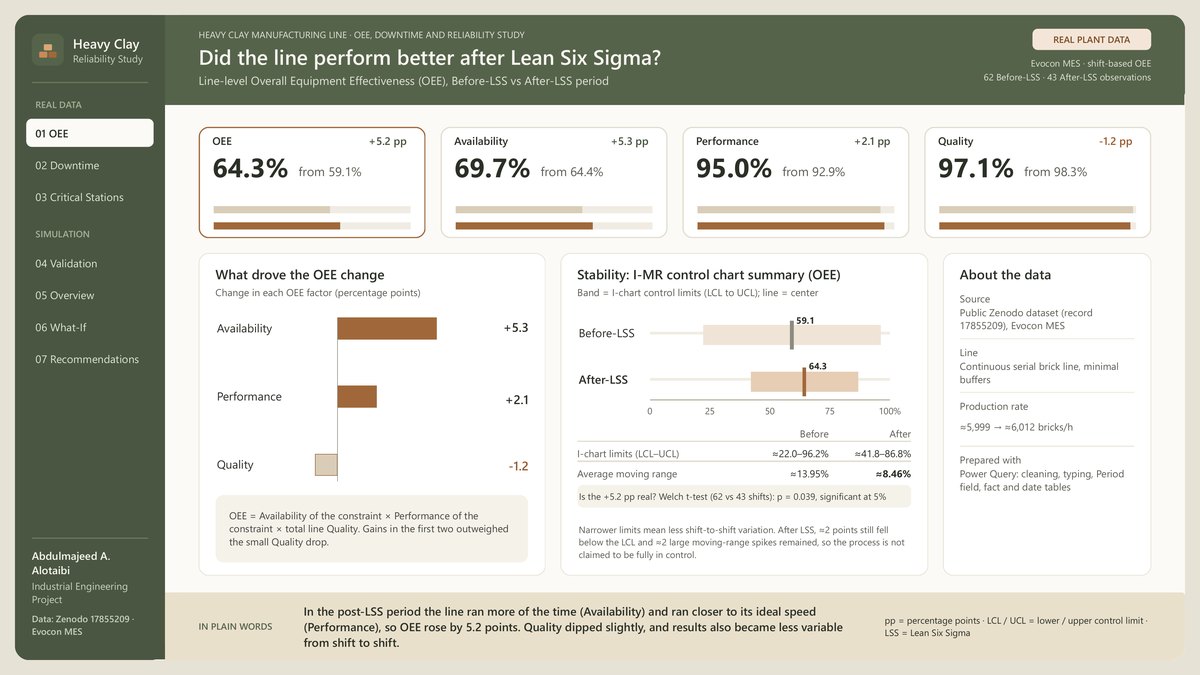 Heavy Clay
Reliability Study
REAL DATA
01 OEE
02 Downtime
03 Critical Stations
SIMULATION
04 Validation
05 Overview
06 What-If
07 Recommendations
Abdulmajeed A.
Alotaibi
Industrial Engineering
Project
Data: Zenodo 17855209 ·
Evocon MES
HEAVY CLAY MANUFACTURING LINE · OEE, DOWNTIME AND RELIABILITY STUDY
Did the line perform better after Lean Six Sigma?
Line-level Overall Equipment Effectiveness (OEE), Before-LSS vs After-LSS period
REAL PLANT DATA
Evocon MES · shift-based OEE
62 Before-LSS · 43 After-LSS observations
OEE +5.2 pp
64.3% from 59.1%
Availability +5.3 pp
69.7% from 64.4%
Performance +2.1 pp
95.0% from 92.9%
Quality -1.2 pp
97.1% from 98.3%
What drove the OEE change
Change in each OEE factor (percentage points)
Availability +5.3
Performance +2.1
Quality -1.2
OEE = Availability of the constraint × Performance of the
constraint × total line Quality. Gains in the first two outweighed
the small Quality drop.
Stability: I-MR control chart summary (OEE)
Band = I-chart control limits (LCL to UCL); line = center
59.1
Before-LSS
64.3
After-LSS
0 25 50 75 100%
Before After
I-chart limits (LCL–UCL) ≈22.0–96.2% ≈41.8–86.8%
Average moving range ≈13.95% ≈8.46%
Is the +5.2 pp real? Welch t-test (62 vs 43 shifts): p = 0.039, significant at 5%
Narrower limits mean less shift-to-shift variation. After LSS, ≈2 points still fell
below the LCL and ≈2 large moving-range spikes remained, so the process is not
claimed to be fully in control.
About the data
Source
Public Zenodo dataset (record
17855209), Evocon MES
Line
Continuous serial brick line, minimal
buffers
Production rate
≈5,999 → ≈6,012 bricks/h
Prepared with
Power Query: cleaning, typing, Period
field, fact and date tables
IN PLAIN WORDS
In the post-LSS period the line ran more of the time (Availability) and ran closer to its ideal speed
(Performance), so OEE rose by 5.2 points. Quality dipped slightly, and results also became less variable
from shift to shift.
pp = percentage points · LCL / UCL = lower / upper control limit ·
LSS = Lean Six Sigma